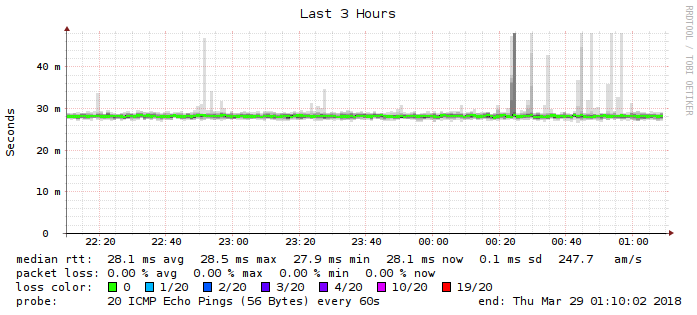 Last 3 Hours
RRDTOOL / TOBI OETIKER
Seconds
40 m
30 m
20 m
10 m
0
22:20 22:40 23:00 23:20 23:40 00:00 00:20 00:40 01:00
median rtt: 28.1 ms avg 28.5 ms max 27.9 ms min 28.1 ms now 0.1 ms sd 247.7 am/s
packet loss: 0.00 % avg 0.00 % max 0.00 % min 0.00 % now
loss color: 0 1/20 2/20 3/20 4/20 10/20 19/20
probe: 20 ICMP Echo Pings (56 Bytes) every 60s end: Thu Mar 29 01:10:02 2018